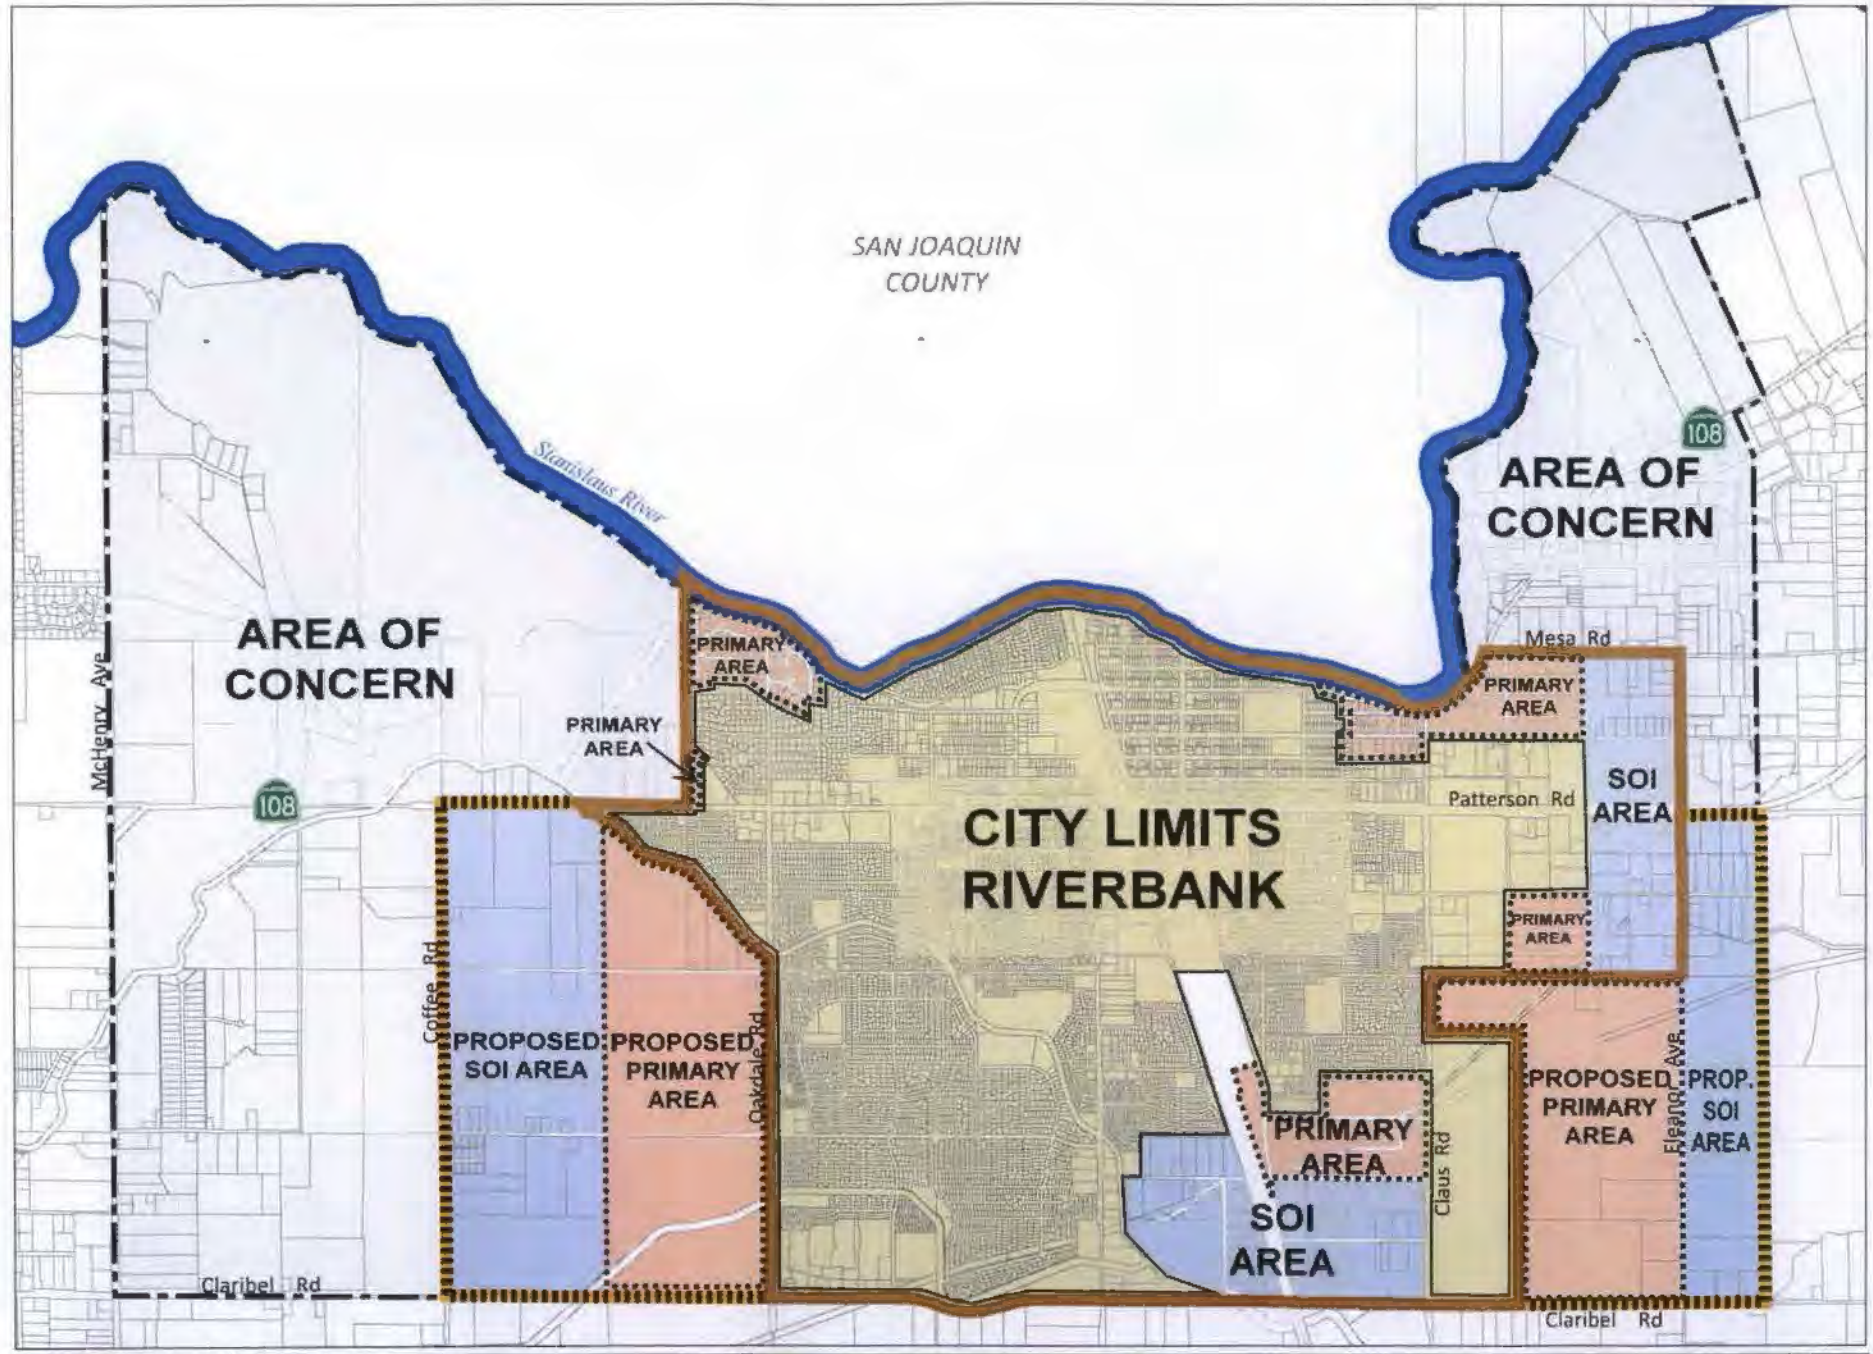 SAN JOAQUIN
COUNTY
Stanislaus River
108
AREA OF
CONCERN
AREA OF
CONCERN
McHenry Ave
PRIMARY
AREA
PRIMARY
AREA
108
Mesa Rd
PRIMARY
AREA
SOI
AREA
Patterson Rd
CITY LIMITS
RIVERBANK
PRIMARY
AREA
Coffee Rd
PROPOSED
SOI AREA
PROPOSED
PRIMARY
AREA
Oakdale Rd
PRIMARY
AREA
SOI
AREA
Claus Rd
PROPOSED
PRIMARY
AREA
Eleanor Ave
PROP.
SOI
AREA
Claribel Rd
Claribel Rd